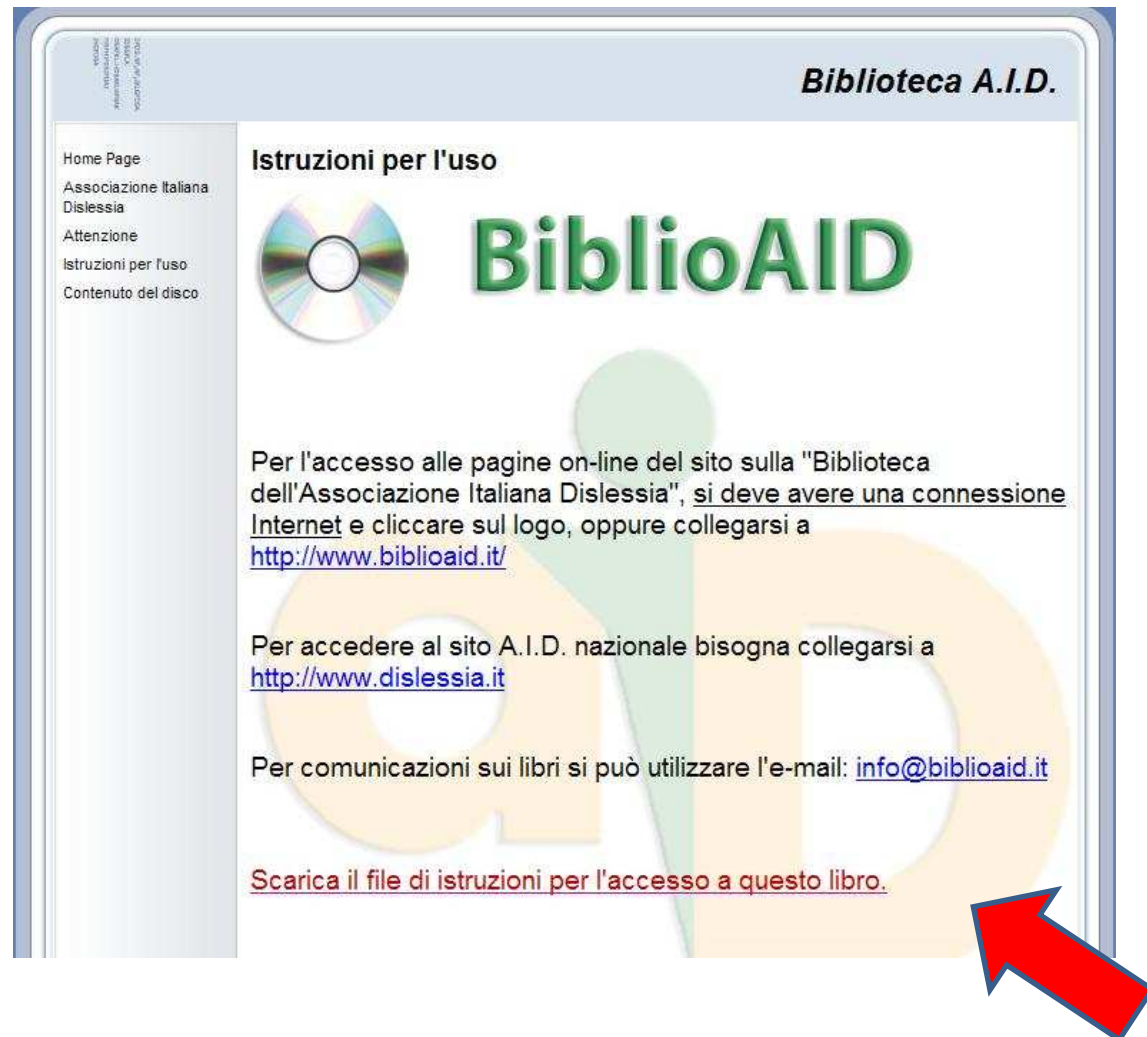 Biblioteca A.I.D.
Home Page
Associazione Italiana
Dislessia
Attenzione
Istruzioni per l'uso
Contenuto del disco
Istruzioni per l'uso
BiblioAID
Per l'accesso alle pagine on-line del sito sulla "Biblioteca
dell'Associazione Italiana Dislessia", si deve avere una connessione
Internet e cliccare sul logo, oppure collegarsi a
http://www.biblioaid.it/
Per accedere al sito A.I.D. nazionale bisogna collegarsi a
http://www.dislessia.it
Per comunicazioni sui libri si può utilizzare l'e-mail: info@biblioaid.it
Scarica il file di istruzioni per l'accesso a questo libro.
aiD